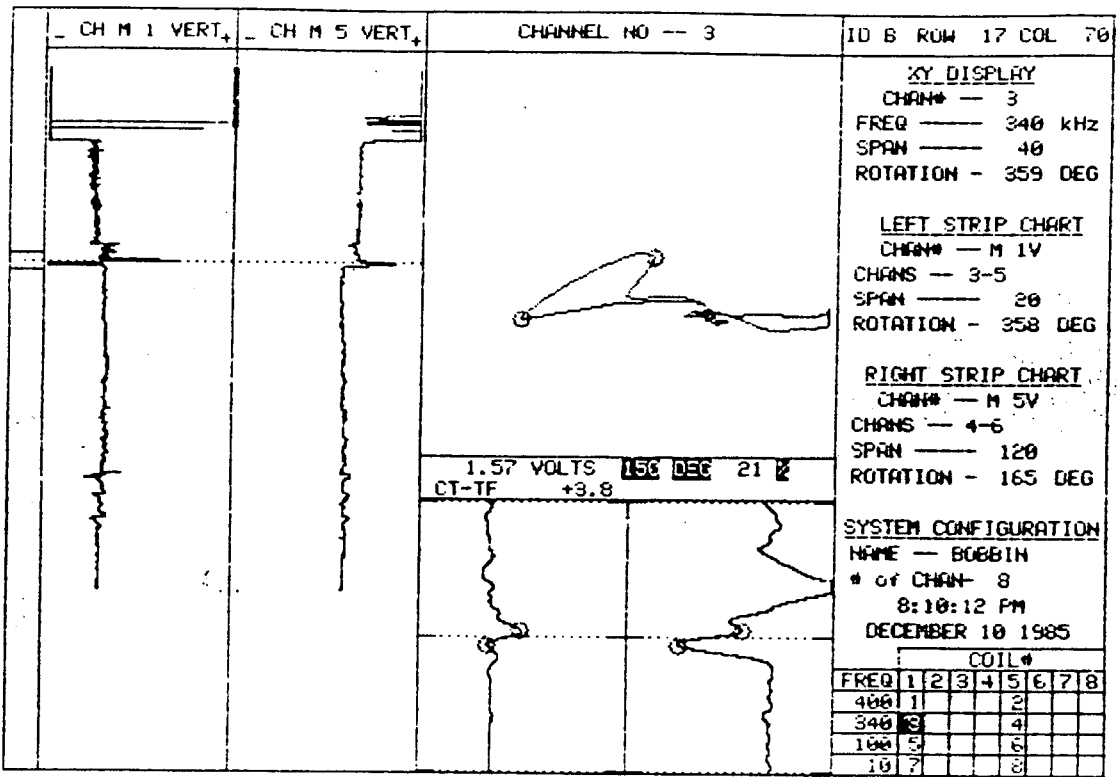 _ CH M 1 VERT+
_ CH M 5 VERT+
CHANNEL NO -- 3
ID B ROW 17 COL 70
XY DISPLAY
CHAN# — 3
FREQ ——— 340 kHz
SPAN ——— 40
ROTATION - 359 DEG
LEFT STRIP CHART
CHAN# — M 1V
CHANS — 3-5
SPAN ——— 20
ROTATION - 358 DEG
RIGHT STRIP CHART
CHAN# — M 5V
CHANS — 4-6
SPAN ——— 120
ROTATION - 165 DEG
1.57 VOLTS 156 DEG 21 %
CT-TF +3.8
SYSTEM CONFIGURATION
NAME — BOBBIN
# of CHAN- 8
8:10:12 PM
DECEMBER 10 1985
COIL#
FREQ 1 2 3 4 5 6 7 8
400 1 2
340 3 4
100 5 6
10 7 8